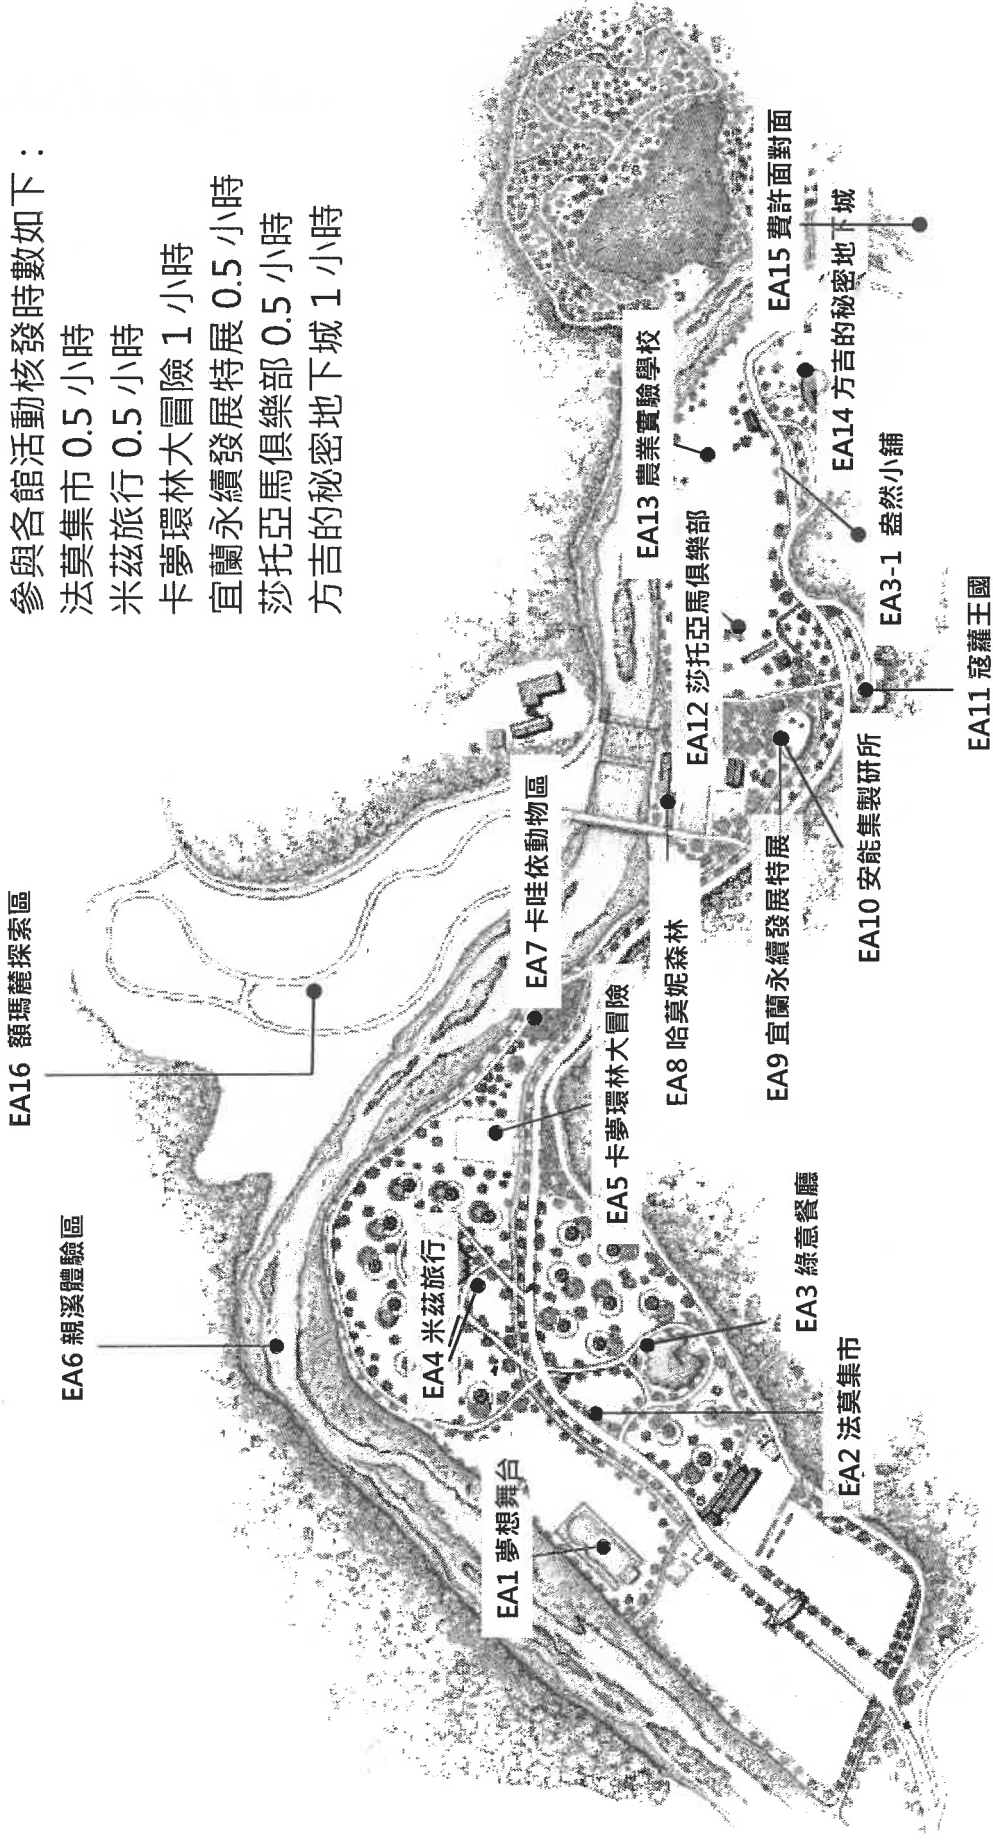 參與各館活動核發時數如下：
法莫集市 0.5 小時
米茲旅行 0.5 小時
卡夢環林大冒險 1 小時
宜蘭永續發展特展 0.5 小時
莎托亞馬俱樂部 0.5 小時
方吉的秘密地下城 1 小時
EA16 額瑪麓探索區
EA6 親溪體驗區
EA4 米茲旅行
EA1 夢想舞台
EA7 卡哇依動物區
EA5 卡夢環林大冒險
EA8 哈莫妮森林
EA13 農業實驗學校
EA12 莎托亞馬俱樂部
EA15 費許面對面
EA9 宜蘭永續發展特展
EA3 綠意餐廳
EA2 法莫集市
EA14 方吉的秘密地下城
EA10 安能集製研所
EA3-1 盎然小舖
EA11 寇蘿王國